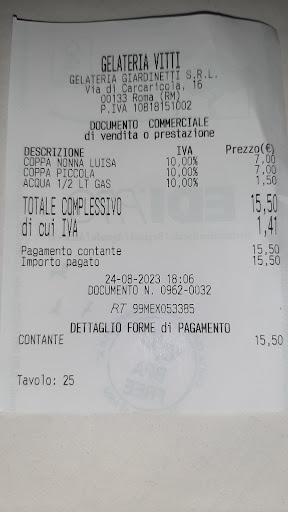 GELATERIA VITTI
GELATERIA GIARDINETTI S.R.L.
Via di Carcaricola, 16
00133 Roma (RM)
P.IVA 10818151002
DOCUMENTO COMMERCIALE
di vendita o prestazione
DESCRIZIONE IVA Prezzo(€)
COPPA NONNA LUISA 10,00% 7,00
COPPA PICCOLA 10,00% 7,00
ACQUA 1/2 LT GAS 10,00% 1,50
TOTALE COMPLESSIVO 15,50
di cui IVA 1,41
Pagamento contante 15,50
Importo pagato 15,50
24-08-2023 18:06
DOCUMENTO N. 0962-0032
RT 99MEX053385
DETTAGLIO FORME di PAGAMENTO
CONTANTE 15,50
Tavolo: 25